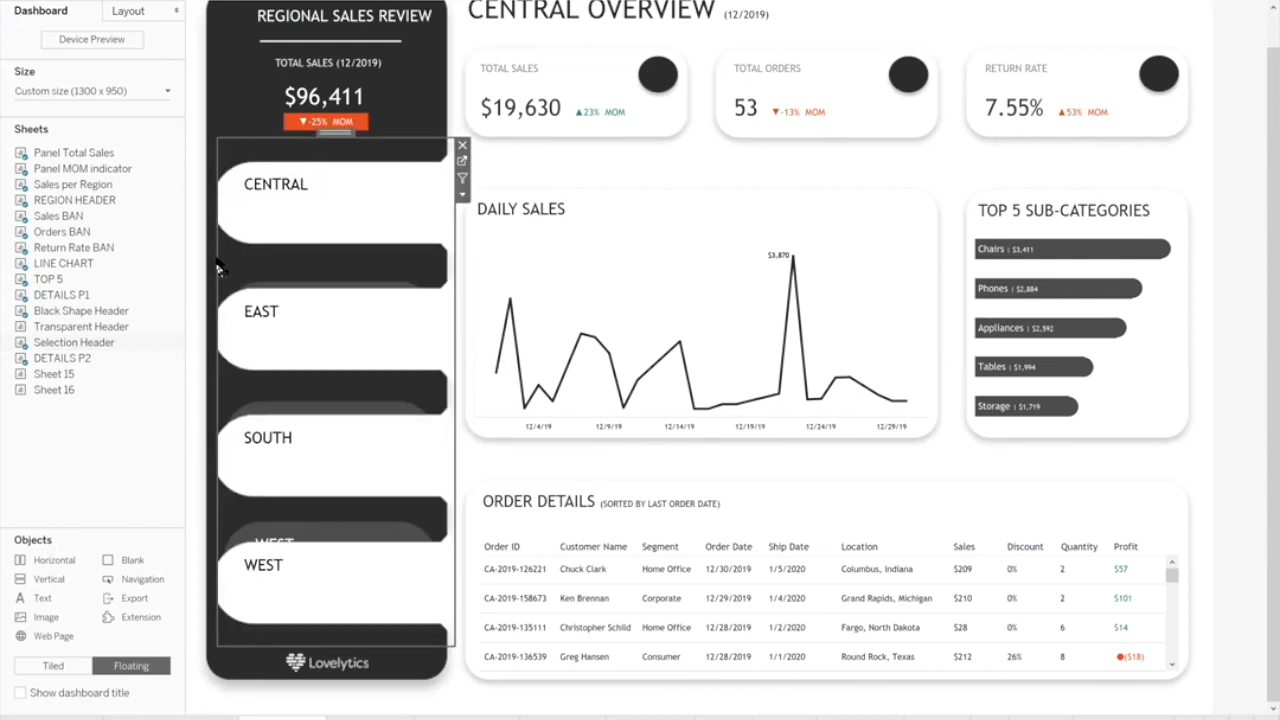 Dashboard
Layout
Device Preview
Size
Custom size (1300 x 950)
Sheets
Panel Total Sales
Panel MOM indicator
Sales per Region
REGION HEADER
Sales BAN
Orders BAN
Return Rate BAN
LINE CHART
TOP 5
DETAILS P1
Black Shape Header
Transparent Header
Selection Header
DETAILS P2
Sheet 15
Sheet 16
Objects
Horizontal
Blank
Vertical
Navigation
A Text
Export
Image
Extension
Web Page
Tiled
Floating
Show dashboard title
REGIONAL SALES REVIEW
TOTAL SALES (12/2019)
$96,411
▼-25% MOM
CENTRAL
EAST
SOUTH
WEST
WEST
Lovelytics
CENTRAL OVERVIEW (12/2019)
TOTAL SALES
$19,630 ▲23% MOM
TOTAL ORDERS
53 ▼-13% MOM
RETURN RATE
7.55% ▲53% MOM
DAILY SALES
$3,870
12/4/19 12/9/19 12/14/19 12/19/19 12/24/19 12/29/19
TOP 5 SUB-CATEGORIES
Chairs | $3,411
Phones | $2,884
Appliances | $2,592
Tables | $1,994
Storage | $1,719
ORDER DETAILS (SORTED BY LAST ORDER DATE)
Order ID Customer Name Segment Order Date Ship Date Location Sales Discount Quantity Profit
CA-2019-126221 Chuck Clark Home Office 12/30/2019 1/5/2020 Columbus, Indiana $209 0% 2 $57
CA-2019-158673 Ken Brennan Corporate 12/29/2019 1/4/2020 Grand Rapids, Michigan $210 0% 2 $101
CA-2019-135111 Christopher Schild Home Office 12/28/2019 1/2/2020 Fargo, North Dakota $28 0% 6 $14
CA-2019-136539 Greg Hansen Consumer 12/28/2019 1/1/2020 Round Rock, Texas $212 26% 8 ($18)